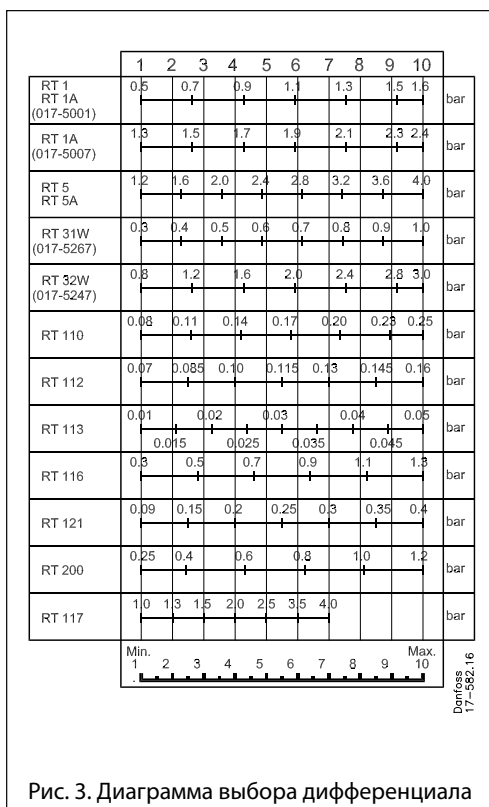 1 2 3 4 5 6 7 8 9 10
RT 1
RT 1A
(017-5001)
0.5 0.7 0.9 1.1 1.3 1.5 1.6
bar
RT 1A
(017-5007)
1.3 1.5 1.7 1.9 2.1 2.3 2.4
bar
RT 5
RT 5A
1.2 1.6 2.0 2.4 2.8 3.2 3.6 4.0
bar
RT 31W
(017-5267)
0.3 0.4 0.5 0.6 0.7 0.8 0.9 1.0
bar
RT 32W
(017-5247)
0.8 1.2 1.6 2.0 2.4 2.8 3.0
bar
RT 110
0.08 0.11 0.14 0.17 0.20 0.23 0.25
bar
RT 112
0.07 0.085 0.10 0.115 0.13 0.145 0.16
bar
RT 113
0.01 0.02 0.03 0.04 0.05
0.015 0.025 0.035 0.045
bar
RT 116
0.3 0.5 0.7 0.9 1.1 1.3
bar
RT 121
0.09 0.15 0.2 0.25 0.3 0.35 0.4
bar
RT 200
0.25 0.4 0.6 0.8 1.0 1.2
bar
RT 117
1.0 1.3 1.5 2.0 2.5 3.5 4.0
bar
Min. Max.
1 2 3 4 5 6 7 8 9 10
Danfoss
17-582.16
Рис. 3. Диаграмма выбора дифференциала